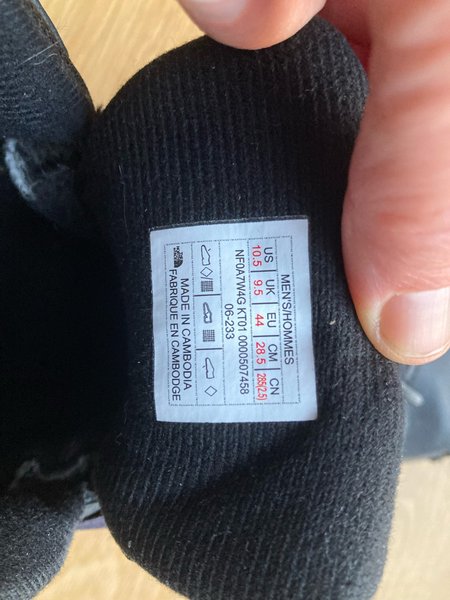 MEN'S/HOMMES
US UK EU CM CN
10.5 9.5 44 28.5 285(2.5)
NF0A7W4G KT01 0000507458
06-233
MADE IN CAMBODIA
FABRIQUE EN CAMBODGE